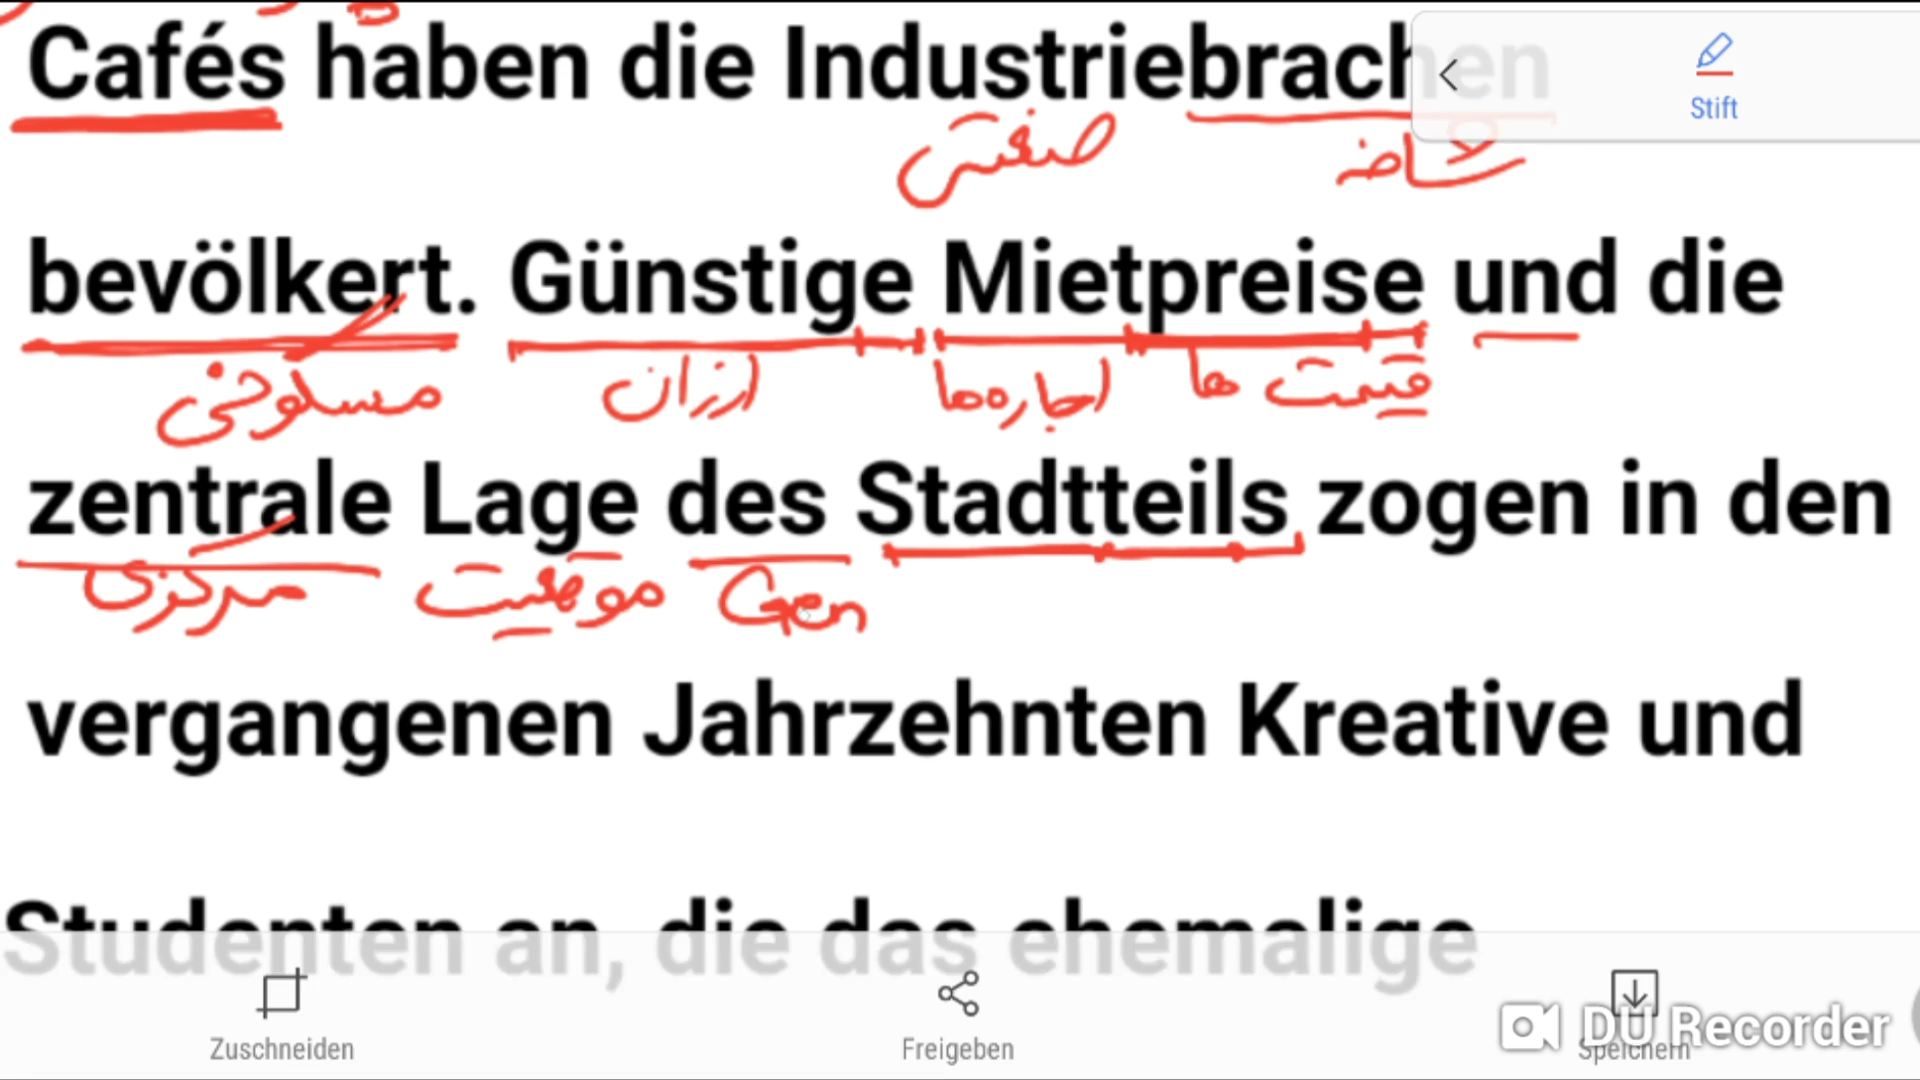 Cafés haben die Industriebrachen
Stift
صنعتی
bevölkert. Günstige Mietpreise und die
مسکونی ارزان اجاره‌ها قیمت ها
zentrale Lage des Stadtteils zogen in den
مرکزی موقعیت Gen
vergangenen Jahrzehnten Kreative und
Studenten an, die das ehemalige
Zuschneiden Freigeben Speichern
DU Recorder